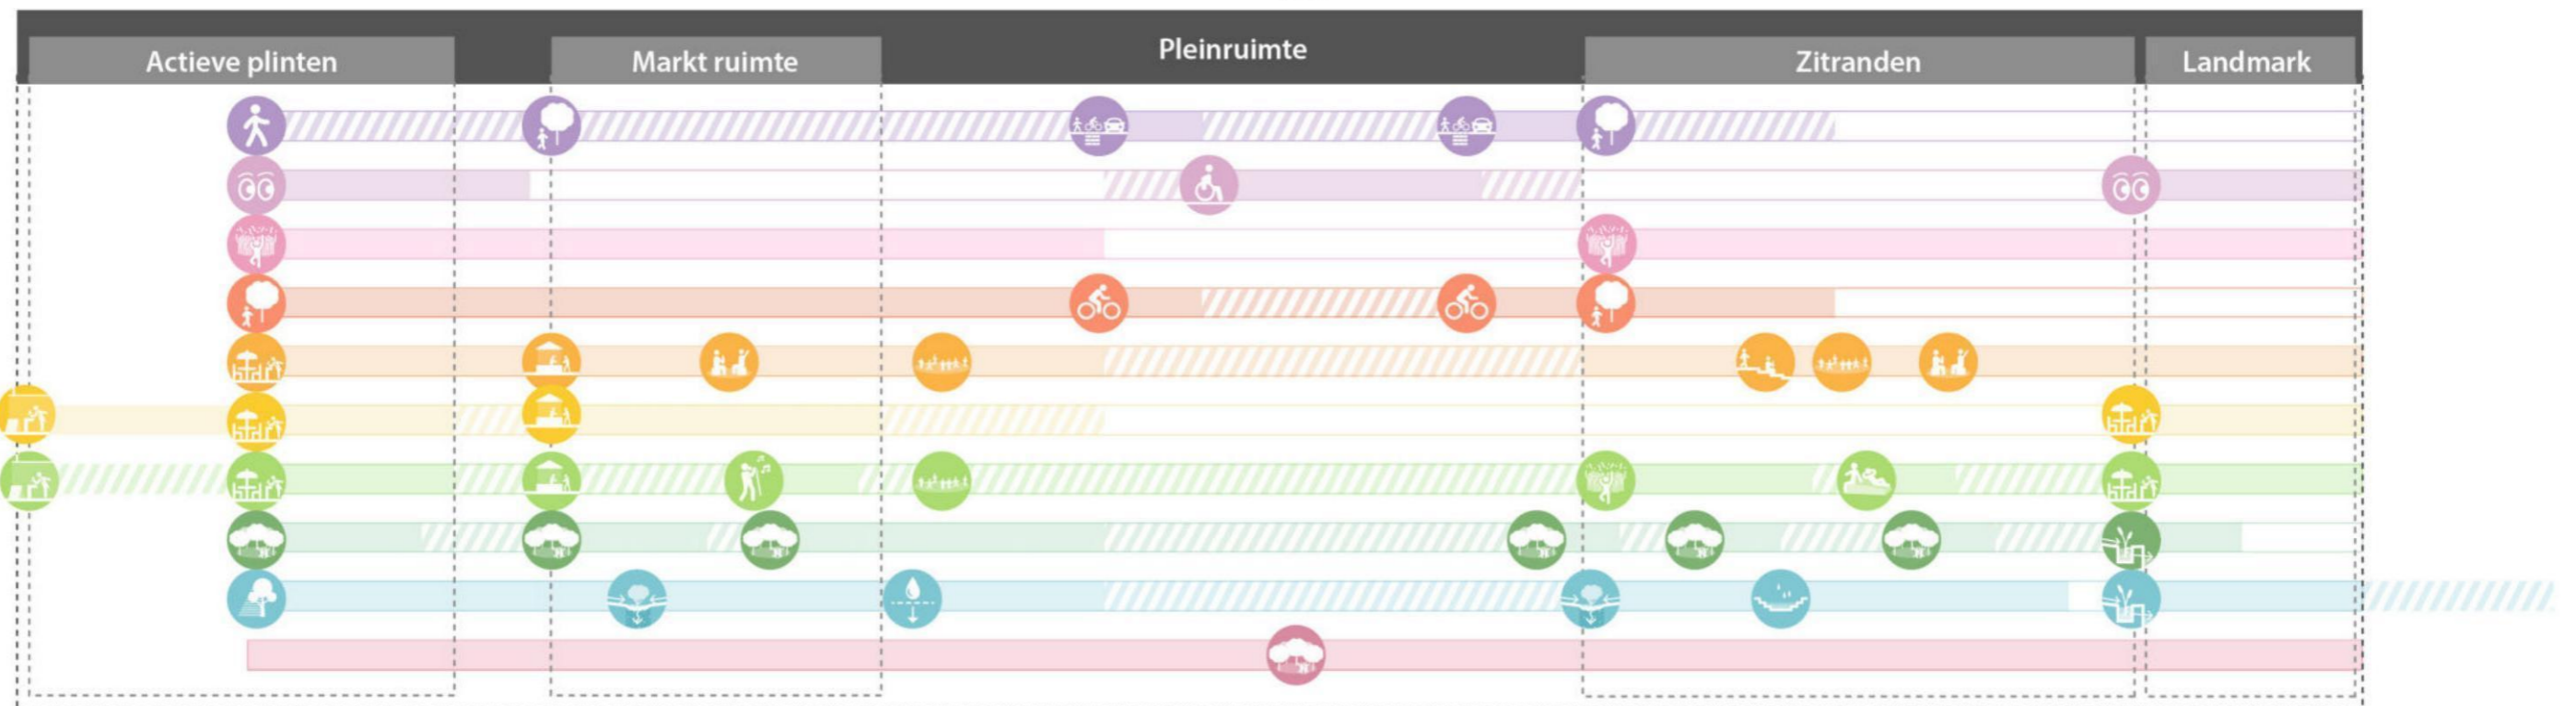 Pleinruimte
Actieve plinten
Markt ruimte
Zitranden
Landmark